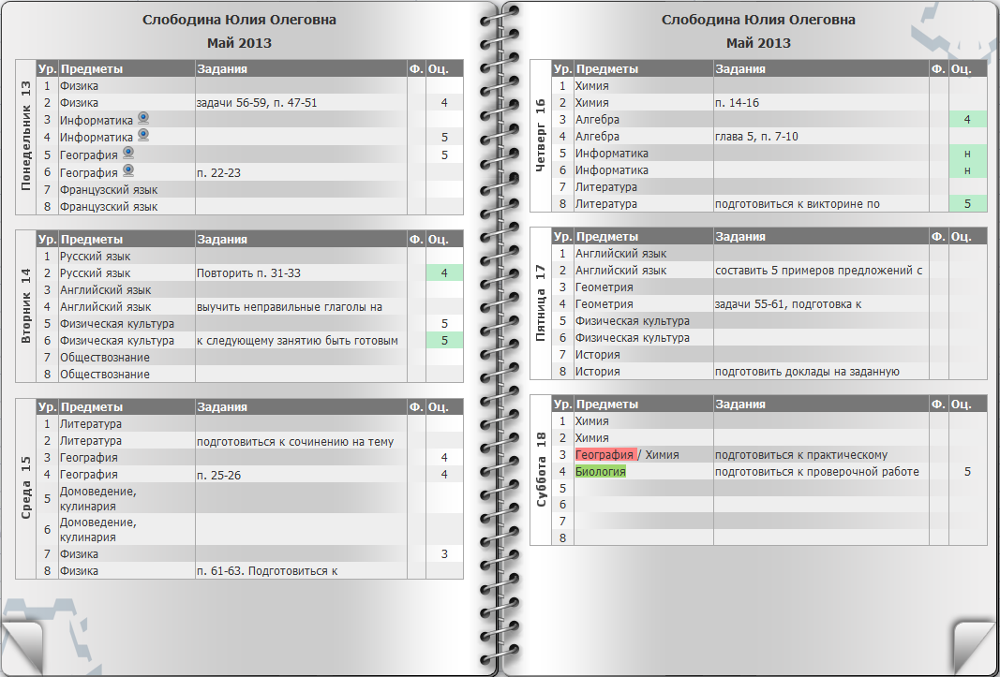 Слободина Юлия Олеговна
Май 2013
Понедельник 13
Ур. Предметы Задания Ф. Оц.
1 Физика
2 Физика задачи 56-59, п. 47-51 4
3 Информатика
4 Информатика 5
5 География 5
6 География п. 22-23
7 Французский язык
8 Французский язык
Вторник 14
Ур. Предметы Задания Ф. Оц.
1 Русский язык
2 Русский язык Повторить п. 31-33 4
3 Английский язык
4 Английский язык выучить неправильные глаголы на
5 Физическая культура 5
6 Физическая культура к следующему занятию быть готовым 5
7 Обществознание
8 Обществознание
Среда 15
Ур. Предметы Задания Ф. Оц.
1 Литература
2 Литература подготовиться к сочинению на тему
3 География 4
4 География п. 25-26 4
5 Домоведение,
кулинария
6 Домоведение,
кулинария
7 Физика 3
8 Физика п. 61-63. Подготовиться к
Слободина Юлия Олеговна
Май 2013
Четверг 16
Ур. Предметы Задания Ф. Оц.
1 Химия
2 Химия п. 14-16
3 Алгебра 4
4 Алгебра глава 5, п. 7-10
5 Информатика н
6 Информатика н
7 Литература
8 Литература подготовиться к викторине по 5
Пятница 17
Ур. Предметы Задания Ф. Оц.
1 Английский язык
2 Английский язык составить 5 примеров предложений с
3 Геометрия
4 Геометрия задачи 55-61, подготовка к
5 Физическая культура
6 Физическая культура
7 История
8 История подготовить доклады на заданную
Суббота 18
Ур. Предметы Задания Ф. Оц.
1 Химия
2 Химия
3 География / Химия подготовиться к практическому
4 Биология подготовиться к проверочной работе 5
5
6
7
8